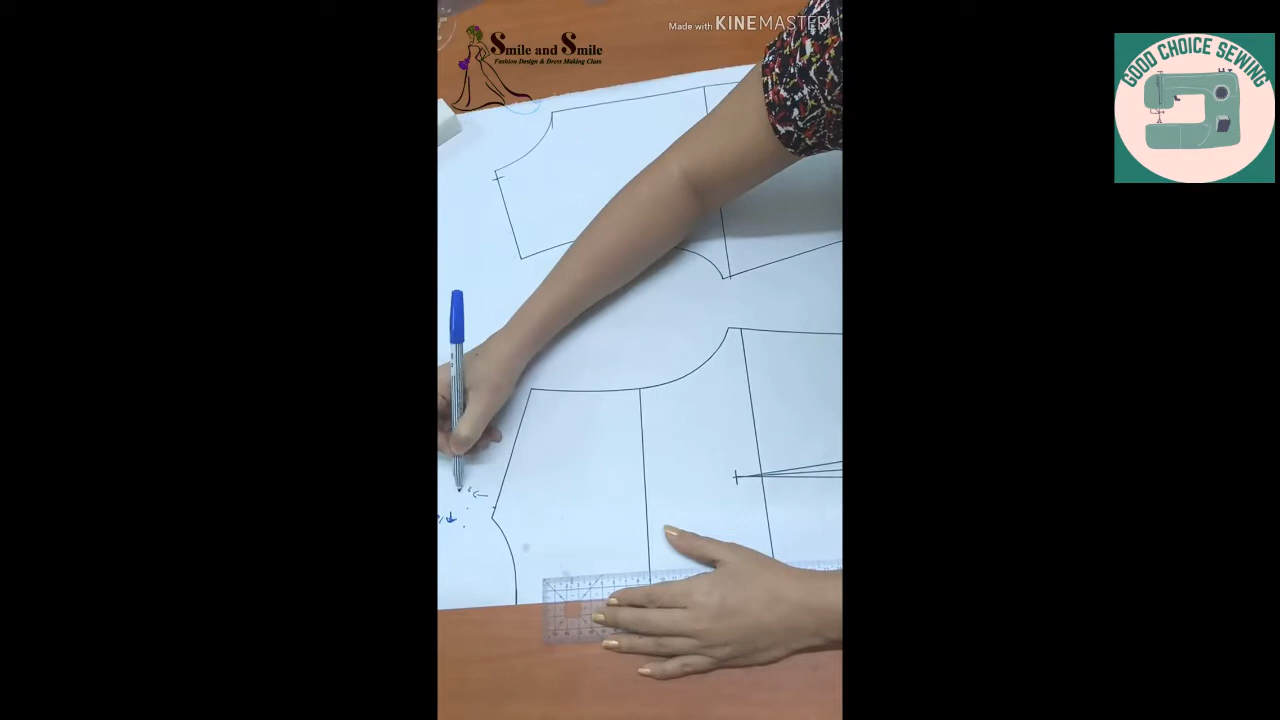 Made with KINEMASTER
Smile and Smile
Fashion Design & Dress Making Class
GOOD CHOICE SEWING